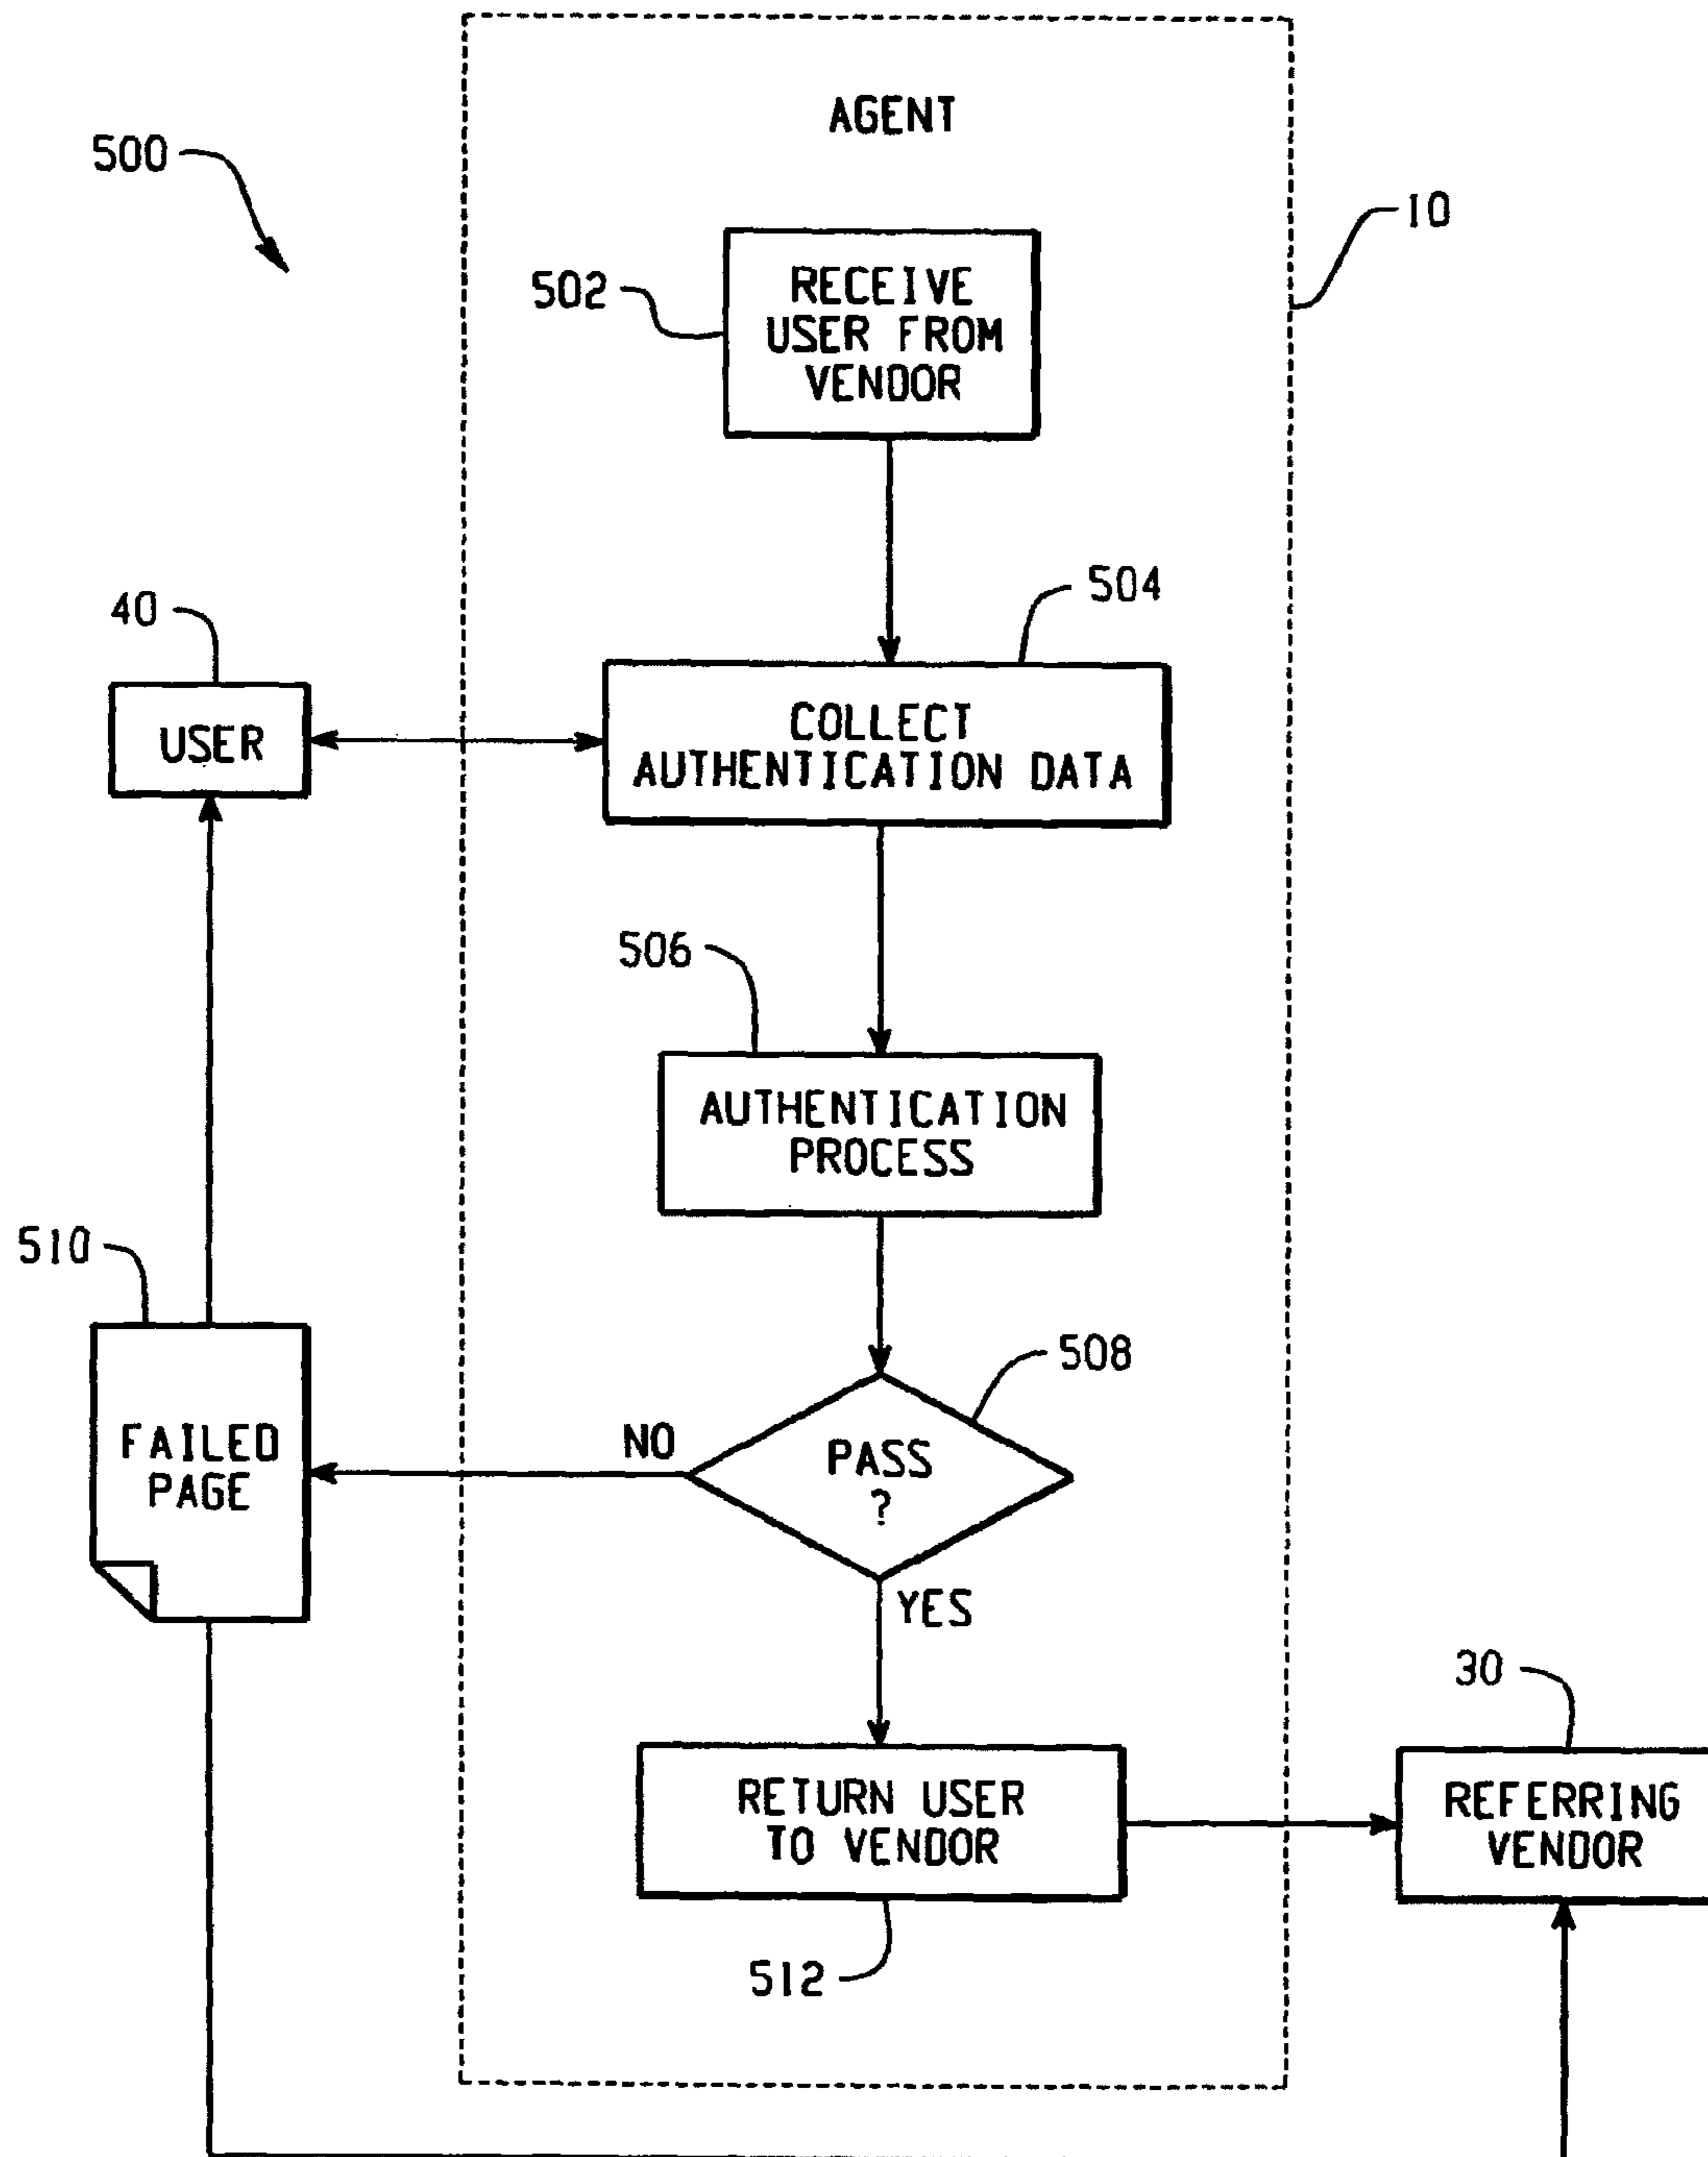 AGENT
500
10
502
RECEIVE
USER FROM
VENDOR
504
40
USER
COLLECT
AUTHENTICATION DATA
506
AUTHENTICATION
PROCESS
510
508
FAILED
PAGE
NO
PASS
?
YES
30
RETURN USER
TO VENDOR
REFERRING
VENDOR
512